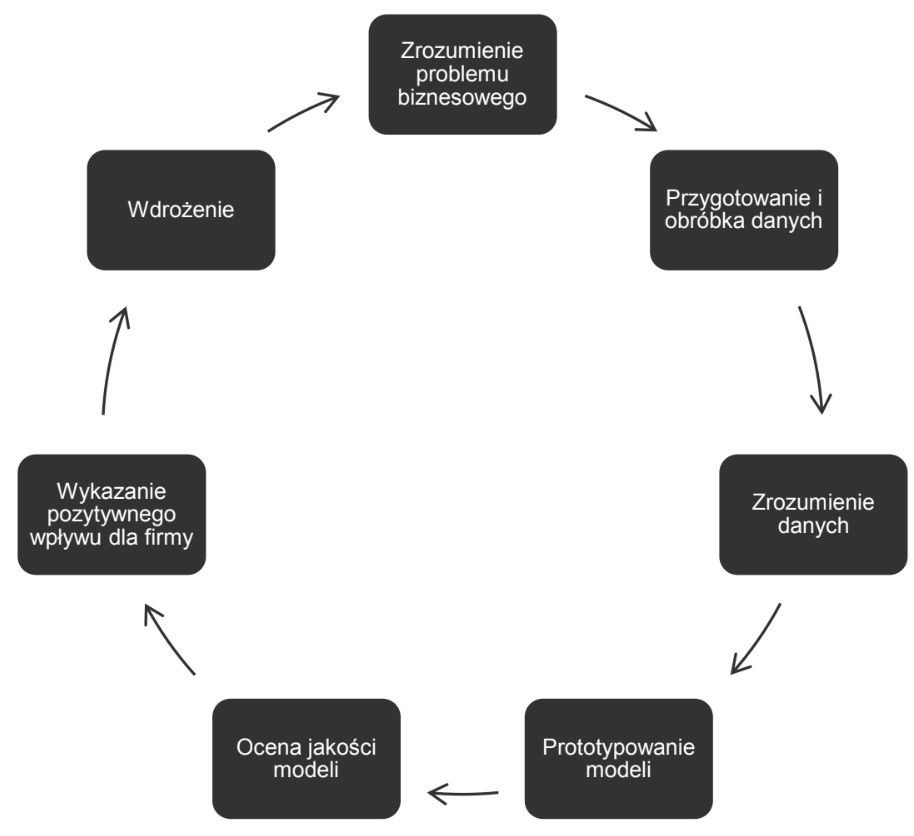 Zrozumienie
problemu
biznesowego
Przygotowanie i
obróbka danych
Zrozumienie
danych
Prototypowanie
modeli
Ocena jakości
modeli
Wykazanie
pozytywnego
wpływu dla firmy
Wdrożenie